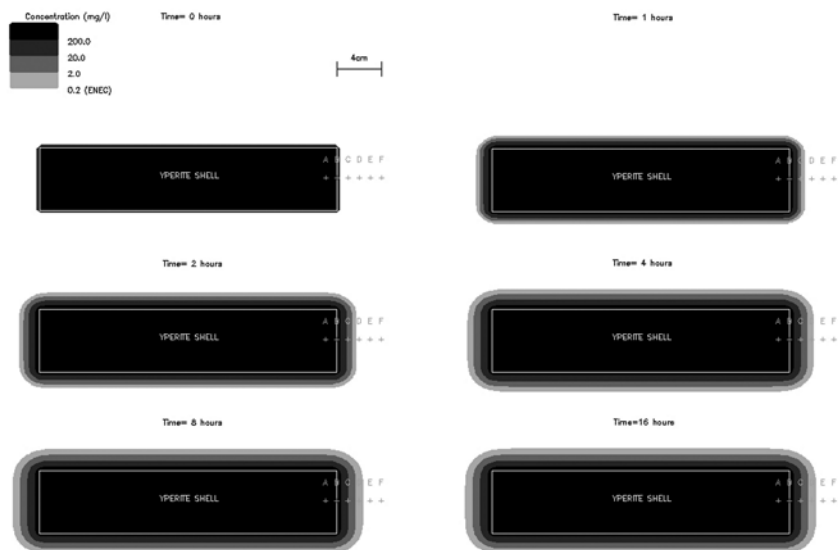 Concentration (mg/l)
Time= 0 hours
Time= 1 hour
200.0
20.0
2.0
0.2 (ENEC)
4cm
A B C D E F
YPERITE SHELL
A B C D E F
YPERITE SHELL
Time= 2 hours
Time= 4 hours
A B C D E F
YPERITE SHELL
A B C D E F
YPERITE SHELL
Time= 8 hours
Time=16 hours
A B C D E F
YPERITE SHELL
A B C D E F
YPERITE SHELL